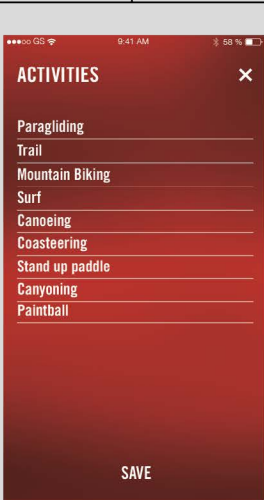 GS 9:41 AM 58 %
ACTIVITIES
Paragliding
Trail
Mountain Biking
Surf
Canoeing
Coasteering
Stand up paddle
Canyoning
Paintball
SAVE